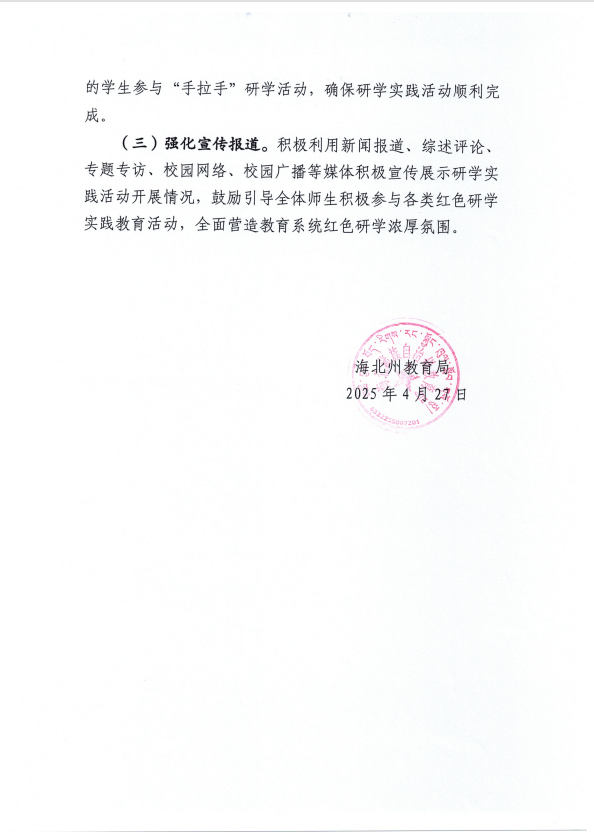 的学生参与“手拉手”研学活动，确保研学实践活动顺利完
成。
（三）强化宣传报道。积极利用新闻报道、综述评论、
专题专访、校园网络、校园广播等媒体积极宣传展示研学实
践活动开展情况，鼓励引导全体师生积极参与各类红色研学
实践教育活动，全面营造教育系统红色研学浓厚氛围。
海北州教育局
2025年4月27日